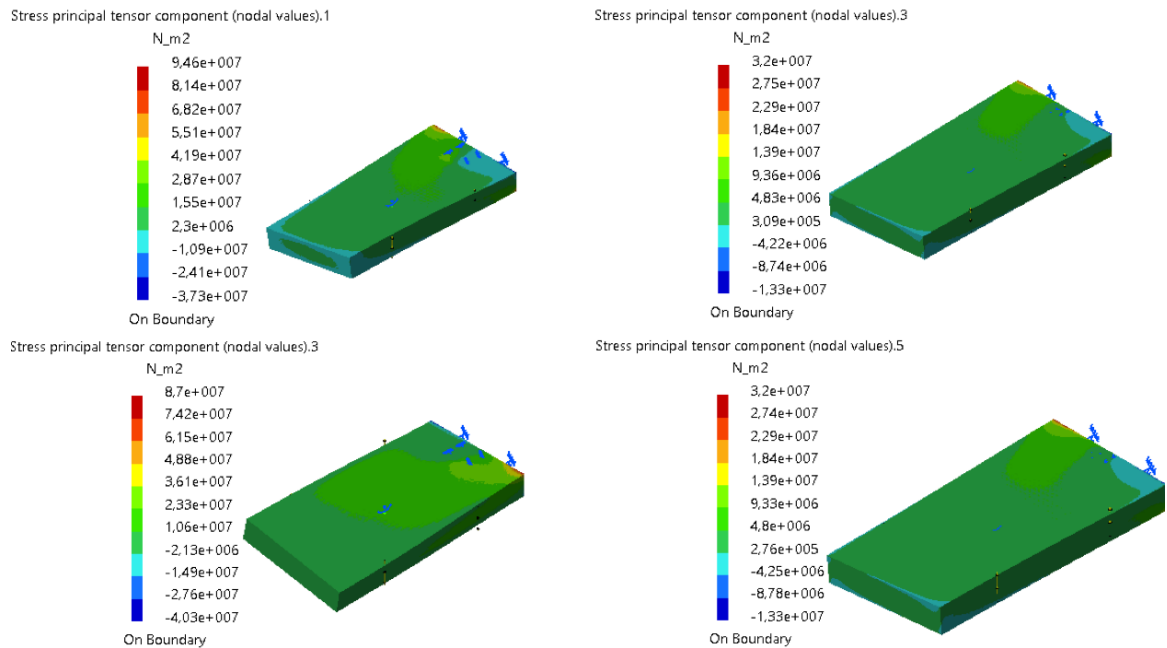 Stress principal tensor component (nodal values).1
N_m2
9,46e+007
8,14e+007
6,82e+007
5,51e+007
4,19e+007
2,87e+007
1,55e+007
2,3e+006
-1,09e+007
-2,41e+007
-3,73e+007
On Boundary
Stress principal tensor component (nodal values).3
N_m2
3,2e+007
2,75e+007
2,29e+007
1,84e+007
1,39e+007
9,36e+006
4,83e+006
3,09e+005
-4,22e+006
-8,74e+006
-1,33e+007
On Boundary
Stress principal tensor component (nodal values).3
N_m2
8,7e+007
7,42e+007
6,15e+007
4,88e+007
3,61e+007
2,33e+007
1,06e+007
-2,13e+006
-1,49e+007
-2,76e+007
-4,03e+007
On Boundary
Stress principal tensor component (nodal values).5
N_m2
3,2e+007
2,74e+007
2,29e+007
1,84e+007
1,39e+007
9,33e+006
4,8e+006
2,76e+005
-4,25e+006
-8,78e+006
-1,33e+007
On Boundary